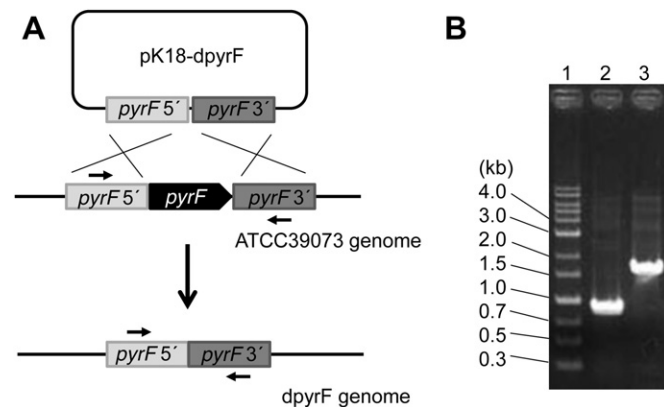 A
pK18-dpyrF
pyrF 5´ pyrF 3´
pyrF 5´ pyrF pyrF 3´
ATCC39073 genome
pyrF 5´ pyrF 3´
dpyrF genome
B
1 2 3
(kb)
4.0
3.0
2.0
1.5
1.0
0.7
0.5
0.3